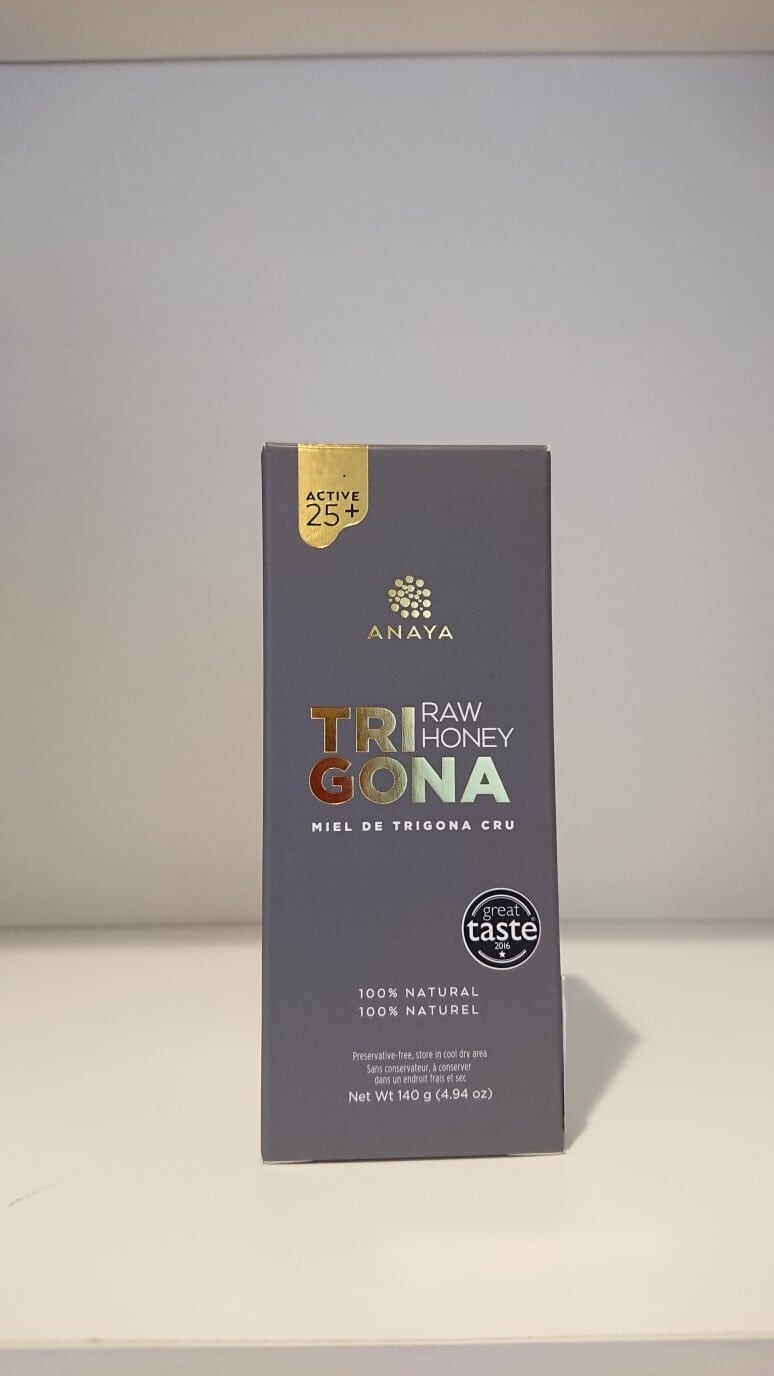 ACTIVE
25+
ANAYA
TRI RAW
HONEY
GONA
MIEL DE TRIGONA CRU
great
taste®
2016
100% NATURAL
100% NATUREL
Preservative-free, store in cool dry area
Sans conservateur, à conserver
dans un endroit frais et sec
Net Wt 140 g (4.94 oz)